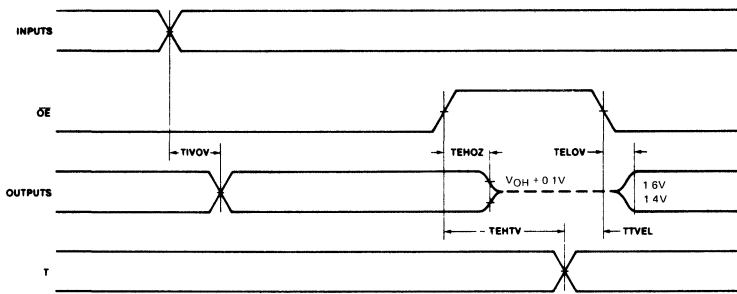 INPUTS
OE
TIVOV
TEHOZ
TELOV
OUTPUTS
VOH + 0 1V
1 6V
1 4V
TEHTV
TTVEL
T